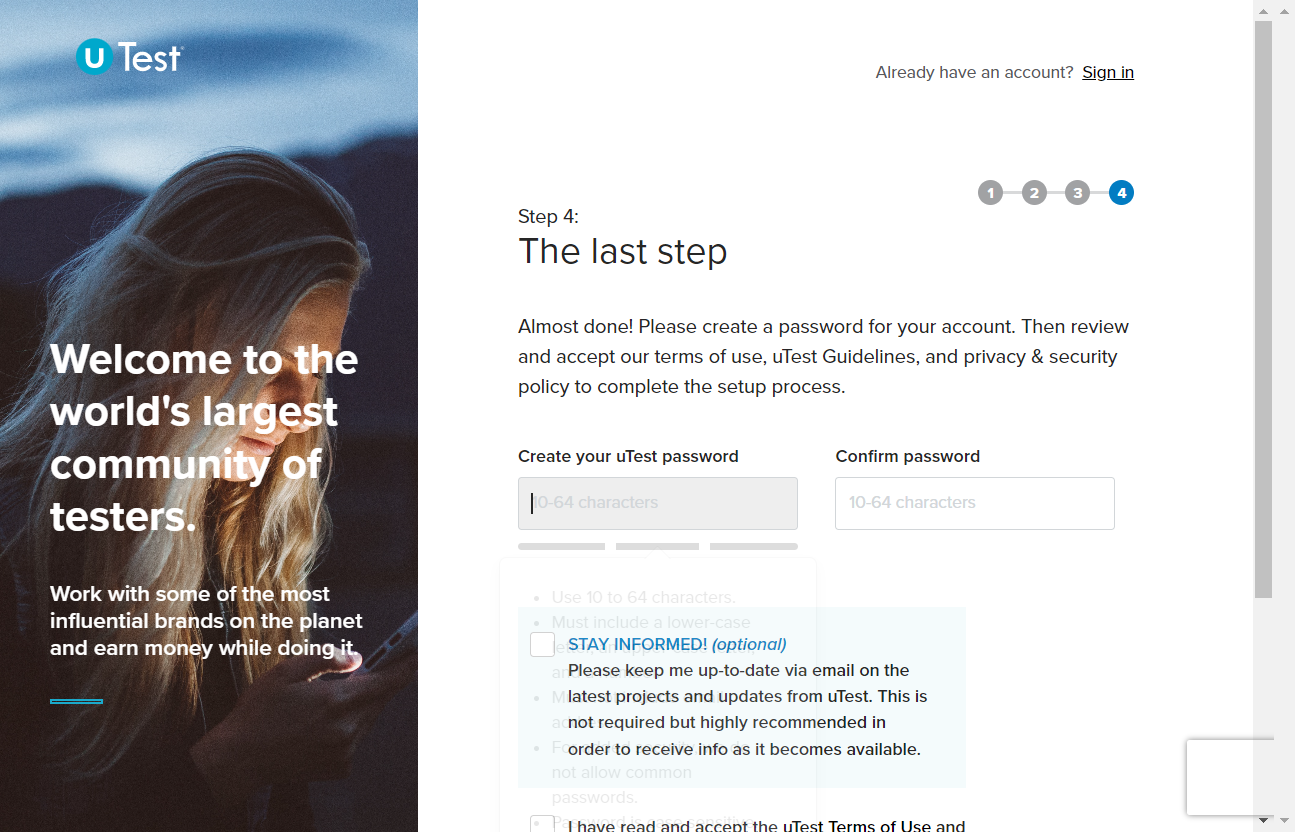 U Test
Already have an account? Sign in
1 2 3 4
Step 4:
The last step
Almost done! Please create a password for your account. Then review
and accept our terms of use, uTest Guidelines, and privacy & security
policy to complete the setup process.
Welcome to the
world's largest
community of
testers.
Work with some of the most
influential brands on the planet
and earn money while doing it.
Create your uTest password
Confirm password
10-64 characters
10-64 characters
Use 10 to 64 characters.
Must include a lower-case
STAY INFORMED! (optional)
Please keep me up-to-date via email on the
latest projects and updates from uTest. This is
not required but highly recommended in
order to receive info as it becomes available.
not allow common
passwords.
Password is case sensitive
I have read and accept the uTest Terms of Use and